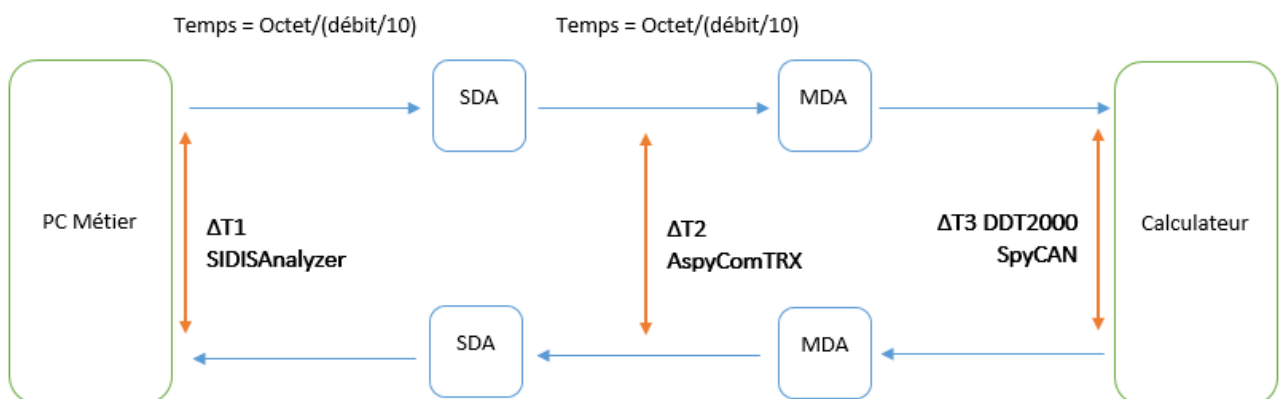 Temps = Octet/(débit/10)
Temps = Octet/(débit/10)
SDA
MDA
PC Métier
ΔT1
SIDISAnalyzer
ΔT2
AspyComTRX
ΔT3 DDT2000
SpyCAN
Calculateur
SDA
MDA